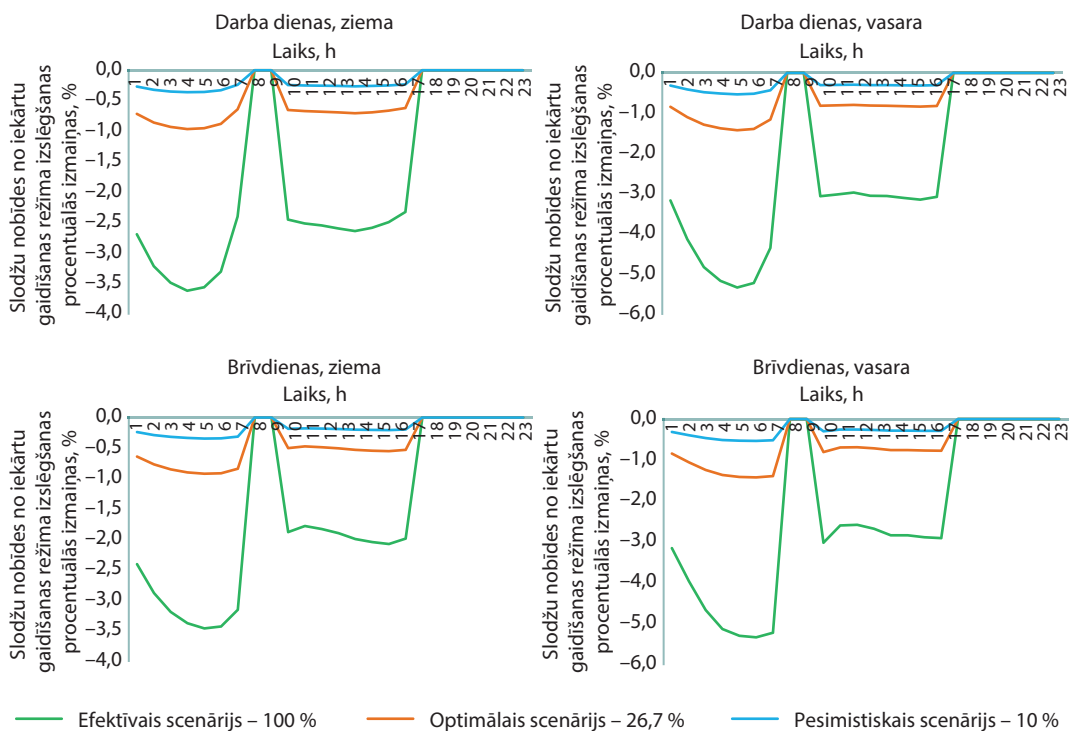 Darba dienas, ziema
Laiks, h
Slodžu nobīdes no iekārtu
gaidīšanas režīma izslēgšanas
procentuālās izmaiņas, %
0,0
–0,5
–1,0
–1,5
–2,0
–2,5
–3,0
–3,5
–4,0
1 2 3 4 5 6 7 8 9 10 11 12 13 14 15 16 17 18 19 20 21 22 23
Darba dienas, vasara
Laiks, h
Slodžu nobīdes no iekārtu
gaidīšanas režīma izslēgšanas
procentuālās izmaiņas, %
0,0
–1,0
–2,0
–3,0
–4,0
–5,0
–6,0
1 2 3 4 5 6 7 8 9 10 11 12 13 14 15 16 17 18 19 20 21 22 23
Brīvdienas, ziema
Laiks, h
Slodžu nobīdes no iekārtu
gaidīšanas režīma izslēgšanas
procentuālās izmaiņas, %
0,0
–0,5
–1,0
–1,5
–2,0
–2,5
–3,0
–3,5
–4,0
1 2 3 4 5 6 7 8 9 10 11 12 13 14 15 16 17 18 19 20 21 22 23
Brīvdienas, vasara
Laiks, h
Slodžu nobīdes no iekārtu
gaidīšanas režīma izslēgšanas
procentuālās izmaiņas, %
0,0
–1,0
–2,0
–3,0
–4,0
–5,0
–6,0
1 2 3 4 5 6 7 8 9 10 11 12 13 14 15 16 17 18 19 20 21 22 23
Efektīvais scenārijs – 100 %
Optimālais scenārijs – 26,7 %
Pesimistiskais scenārijs – 10 %